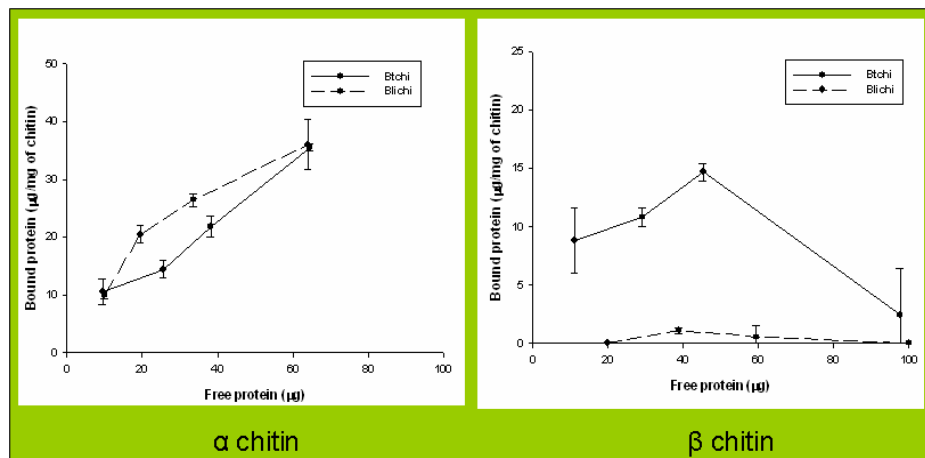 50
40
30
20
10
0
0 20 40 60 80 100
Bound protein (µg/mg of chitin)
Free protein (µg)
Btchi
Blichi
α chitin
25
20
15
10
5
0
0 20 40 60 80 100
Bound protein (µg/mg of chitin)
Free protein (µg)
Btchi
Blichi
β chitin